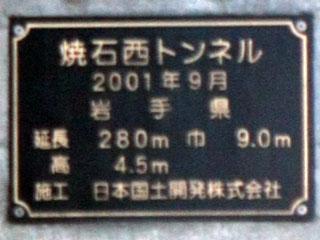 焼石西トンネル
2001年9月
岩手県
延長 280m 巾 9.0m
高 4.5m
施工 日本国土開発株式会社